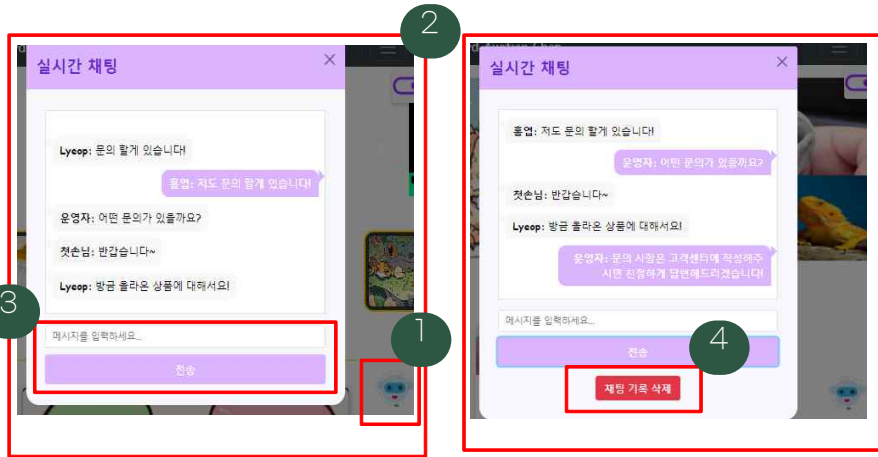 2
실시간 채팅
Lyeop: 문의 할게 있습니다!
홍엽: 저도 문의 할게 있습니다!
운영자: 어떤 문의가 있을까요?
첫손님: 반갑습니다~
Lyeop: 방금 올라온 상품에 대해서요!
3
메시지를 입력하세요...
전송
1
실시간 채팅
홍엽: 저도 문의 할게 있습니다!
운영자: 어떤 문의가 있을까요?
첫손님: 반갑습니다~
Lyeop: 방금 올라온 상품에 대해서요!
운영자: 문의 사항은 고객센터에 작성해주
시면 친절하게 답변해드리겠습니다!
메시지를 입력하세요...
전송
4
채팅 기록 삭제